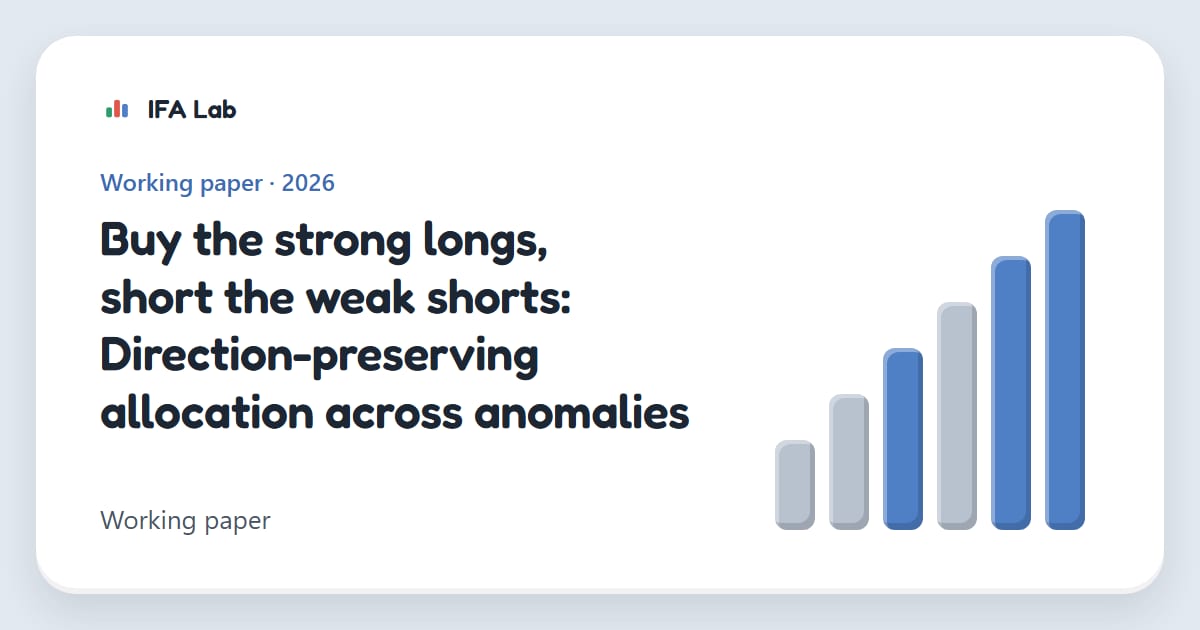 IFA Lab
Working paper · 2026
Buy the strong longs,
short the weak shorts:
Direction-preserving
allocation across anomalies
Working paper